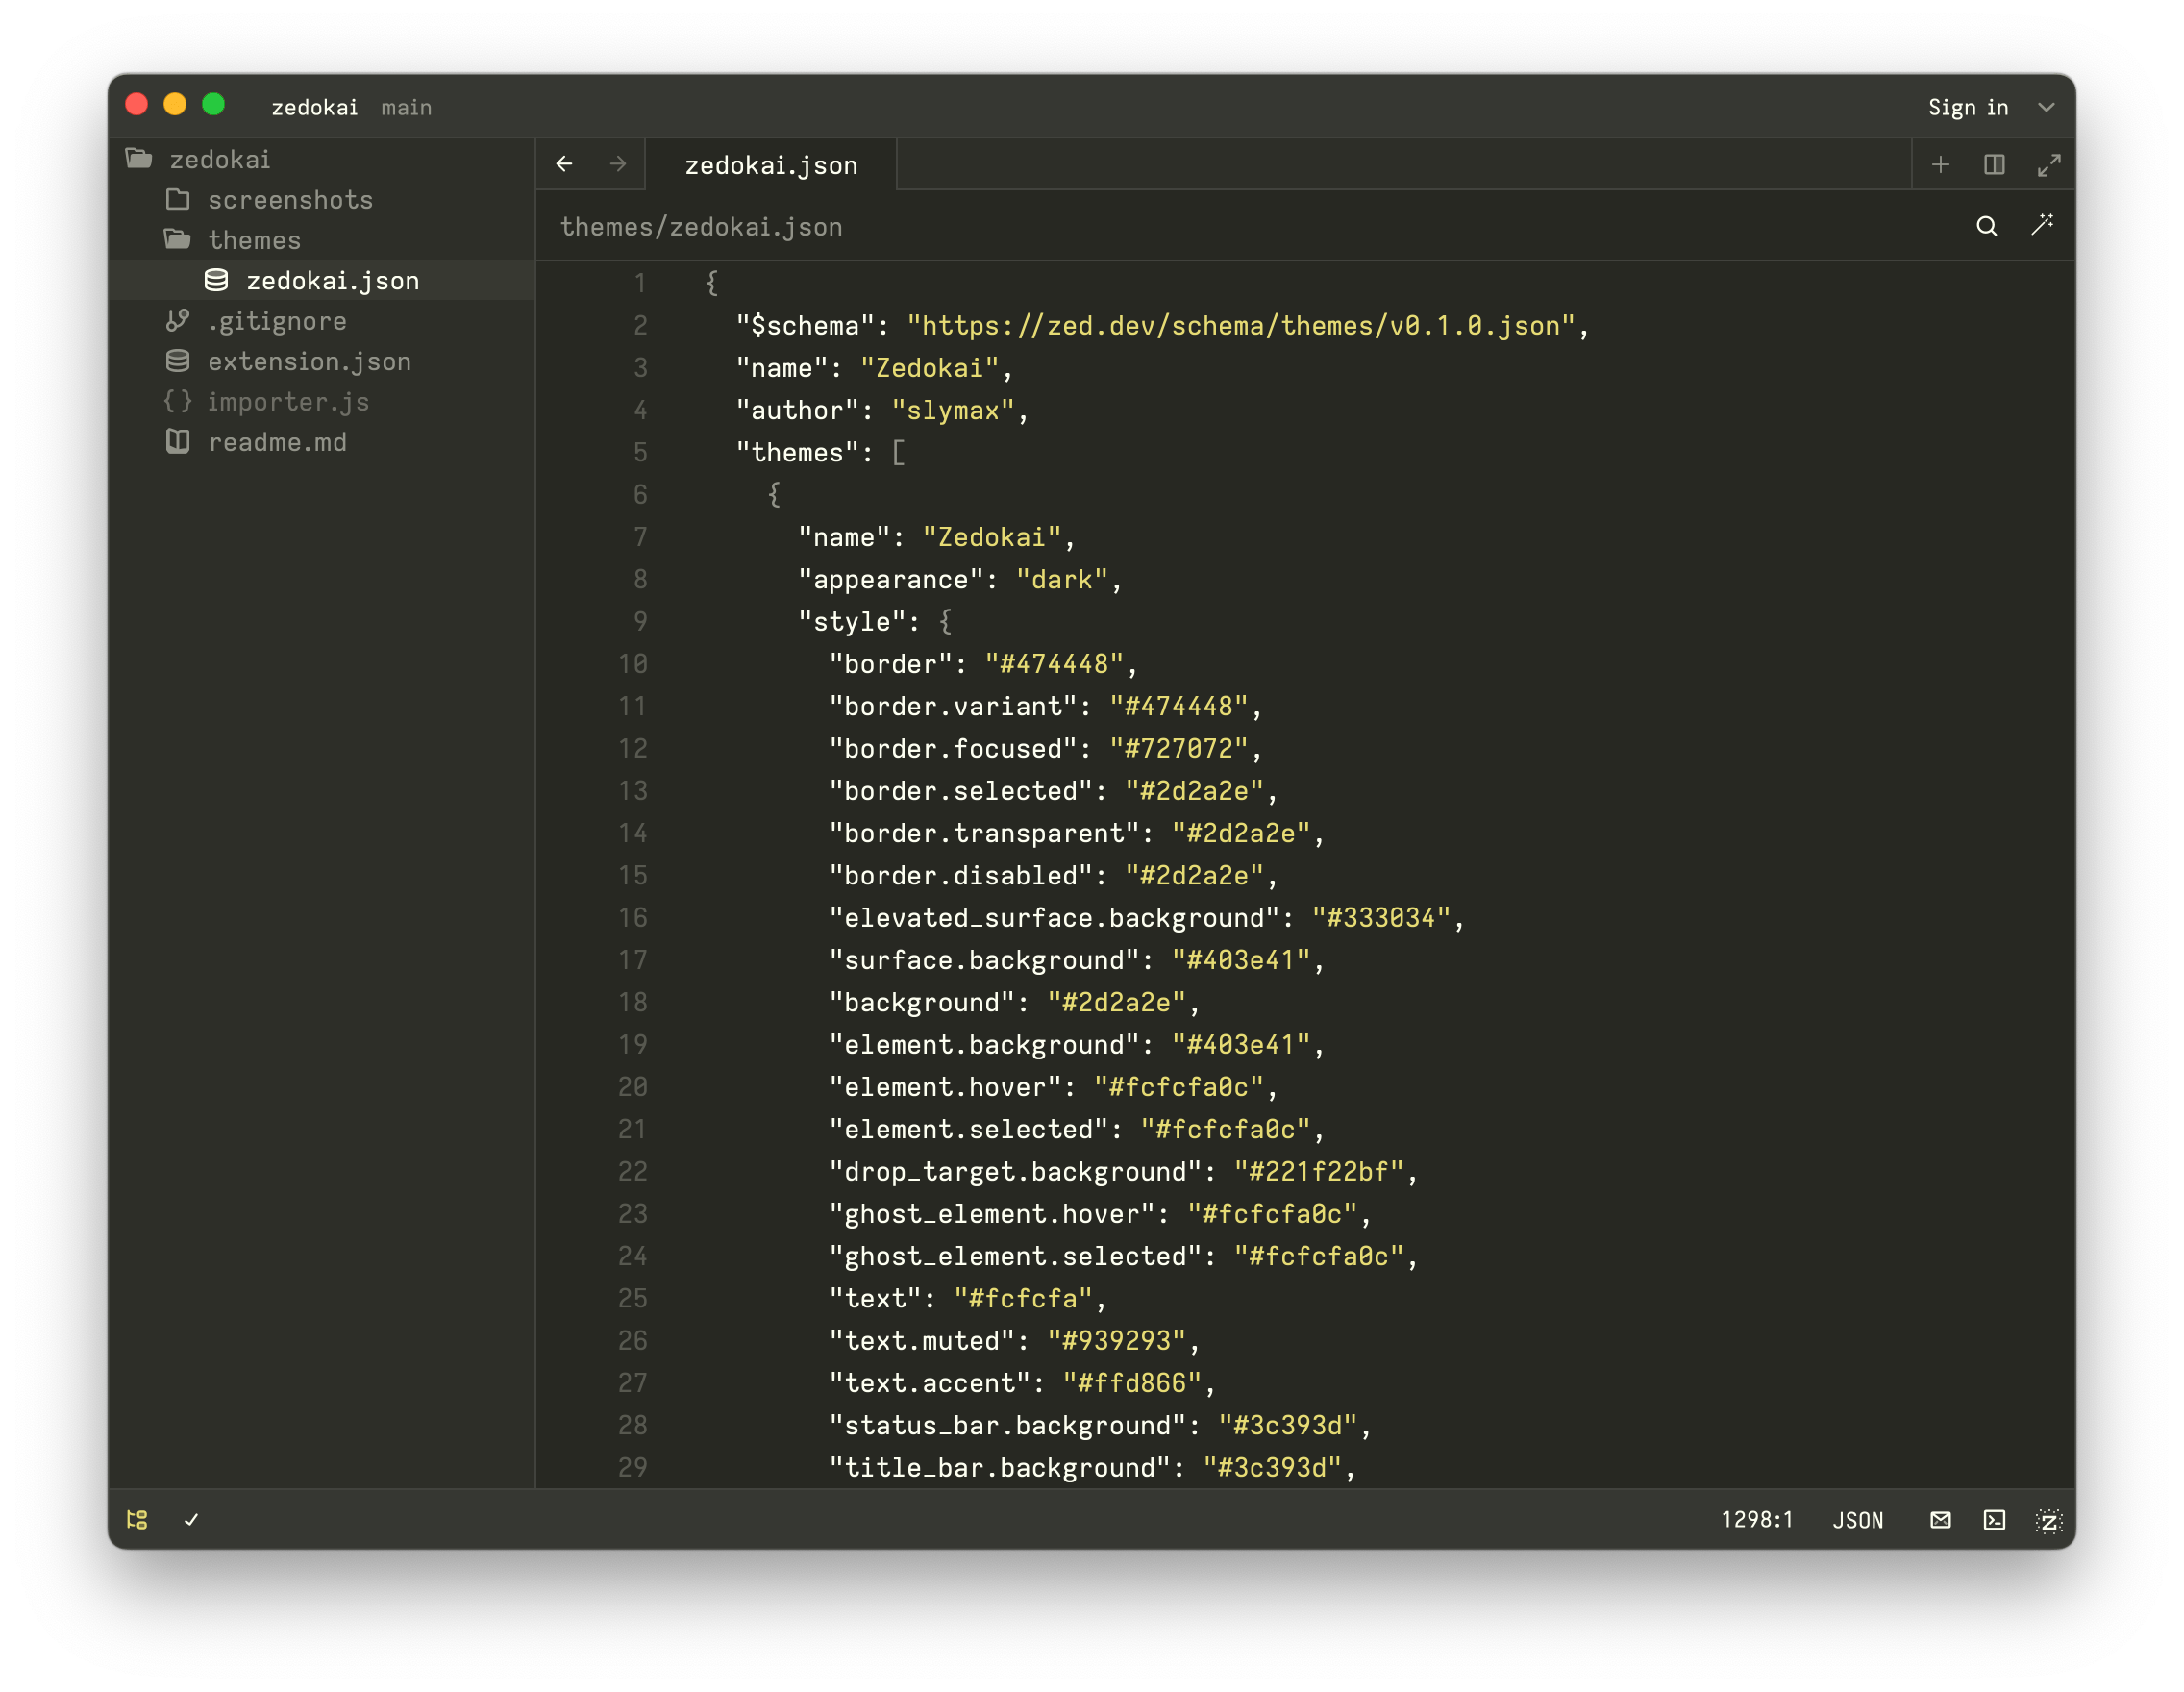 zedokai main
Sign in
zedokai
screenshots
themes
zedokai.json
.gitignore
extension.json
importer.js
readme.md
zedokai.json
themes/zedokai.json
1 {
2 "$schema": "https://zed.dev/schema/themes/v0.1.0.json",
3 "name": "Zedokai",
4 "author": "slymax",
5 "themes": [
6 {
7 "name": "Zedokai",
8 "appearance": "dark",
9 "style": {
10 "border": "#474448",
11 "border.variant": "#474448",
12 "border.focused": "#727072",
13 "border.selected": "#2d2a2e",
14 "border.transparent": "#2d2a2e",
15 "border.disabled": "#2d2a2e",
16 "elevated_surface.background": "#333034",
17 "surface.background": "#403e41",
18 "background": "#2d2a2e",
19 "element.background": "#403e41",
20 "element.hover": "#fcfcfa0c",
21 "element.selected": "#fcfcfa0c",
22 "drop_target.background": "#221f22bf",
23 "ghost_element.hover": "#fcfcfa0c",
24 "ghost_element.selected": "#fcfcfa0c",
25 "text": "#fcfcfa",
26 "text.muted": "#939293",
27 "text.accent": "#ffd866",
28 "status_bar.background": "#3c393d",
29 "title_bar.background": "#3c393d",
1298:1 JSON